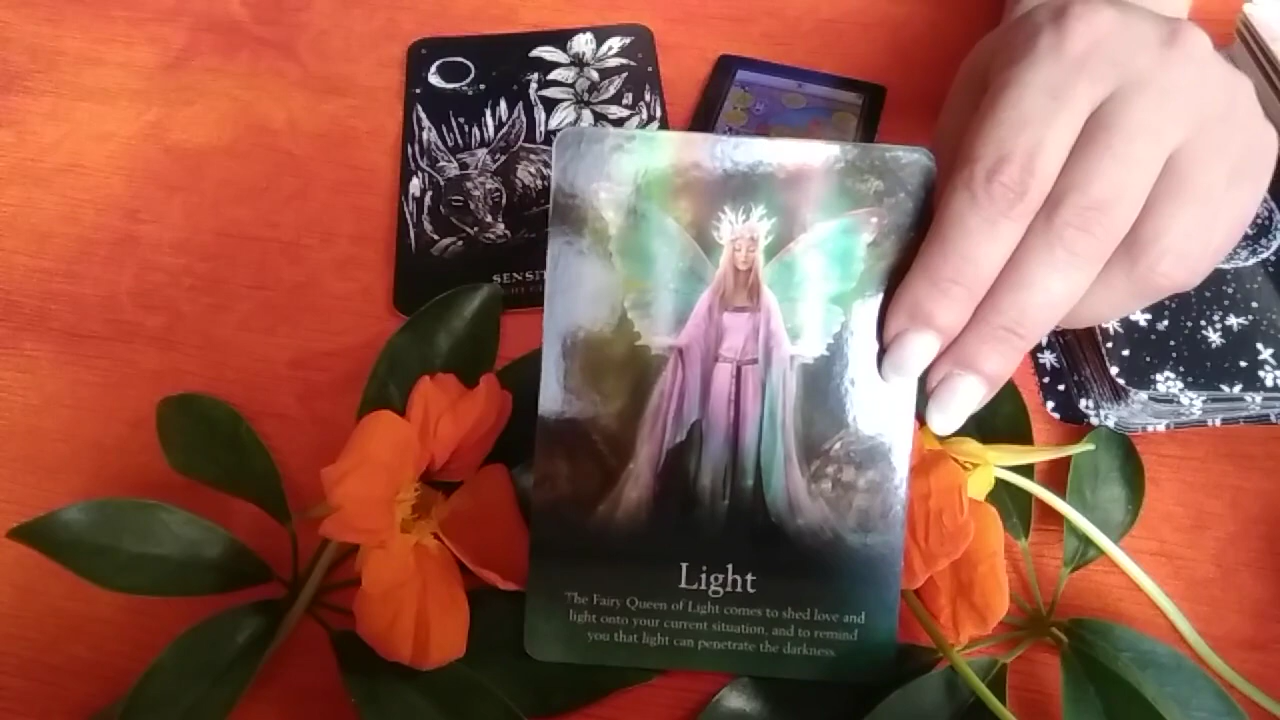 SENSIT
Light
The Fairy Queen of Light comes to shed love and
light onto your current situation, and to remind
you that light can penetrate the darkness.